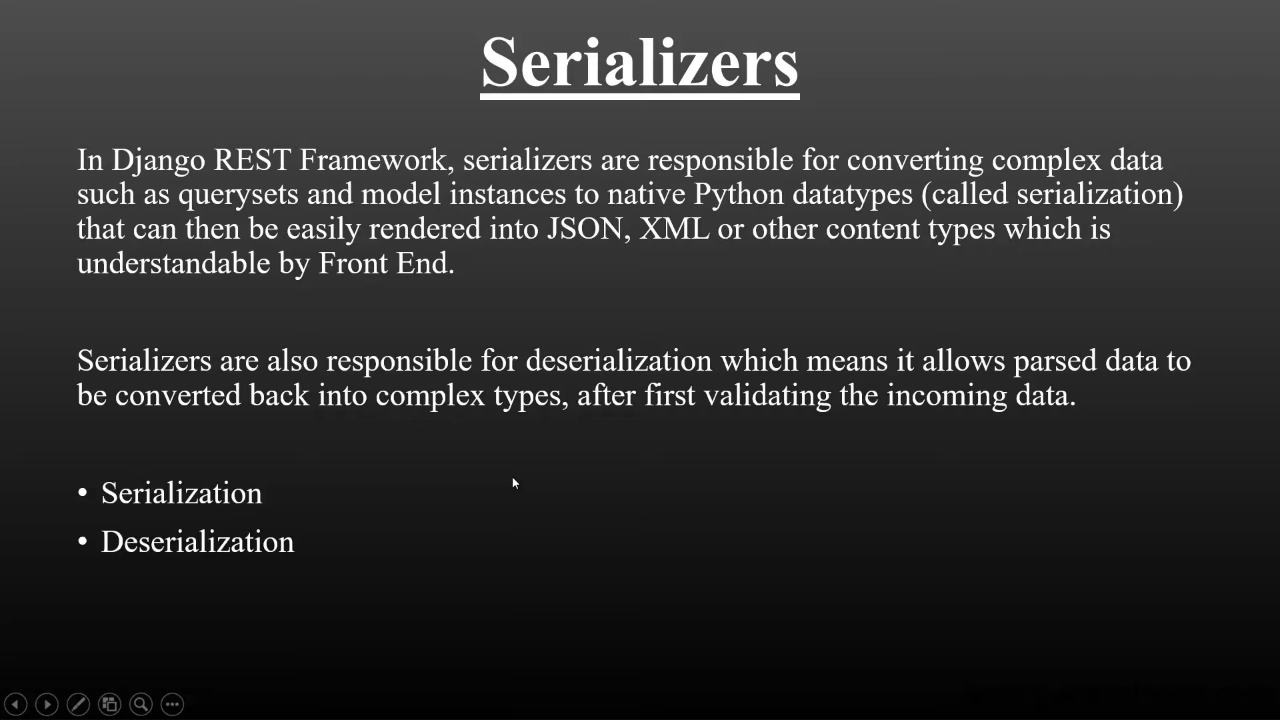 Serializers
In Django REST Framework, serializers are responsible for converting complex data
such as querysets and model instances to native Python datatypes (called serialization)
that can then be easily rendered into JSON, XML or other content types which is
understandable by Front End.
Serializers are also responsible for deserialization which means it allows parsed data to
be converted back into complex types, after first validating the incoming data.
• Serialization
• Deserialization